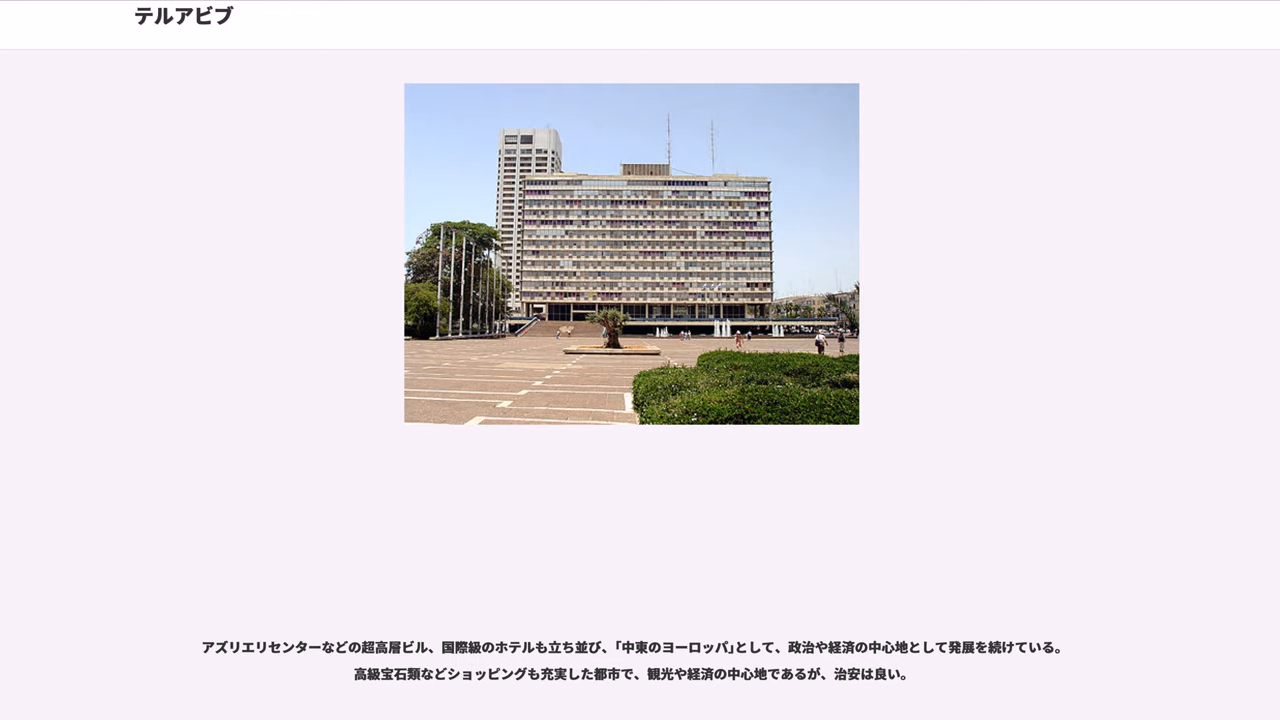 テルアビブ
アズリエリセンターなどの超高層ビル、国際級のホテルも立ち並び、「中東のヨーロッパ」として、政治や経済の中心地として発展を続けている。
高級宝石類などショッピングも充実した都市で、観光や経済の中心地であるが、治安は良い。